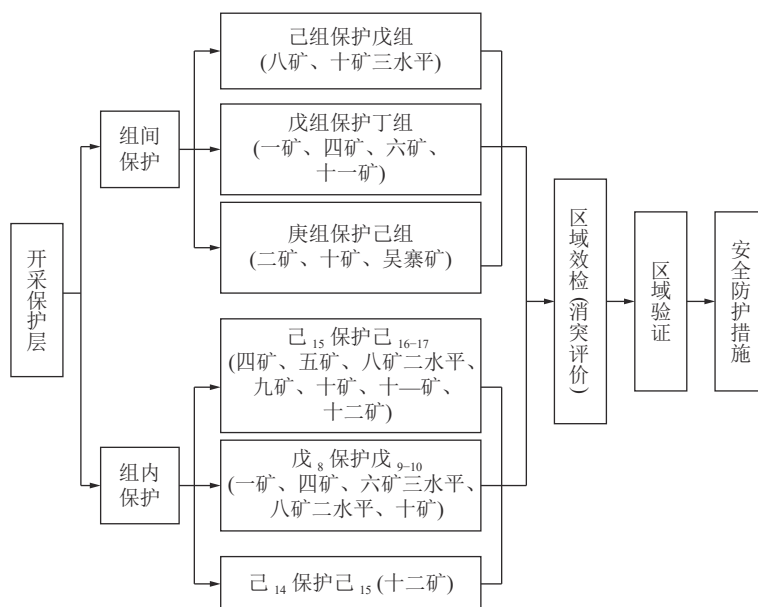 开采保护层
组间
保护
己组保护戊组
(八矿、十矿三水平)
戊组保护丁组
(一矿、四矿、六矿、
十一矿)
庚组保护己组
(二矿、十矿、吴寨矿)
组内
保护
己₁₅保护己₁₆₋₁₇
(四矿、五矿、八矿二水平、
九矿、十矿、十—矿、
十二矿)
戊₈保护戊₉₋₁₀
(一矿、四矿、六矿三水平、
八矿二水平、十矿)
己₁₄保护己₁₅(十二矿)
区域效检(消突评价)
区域验证
安全防护措施